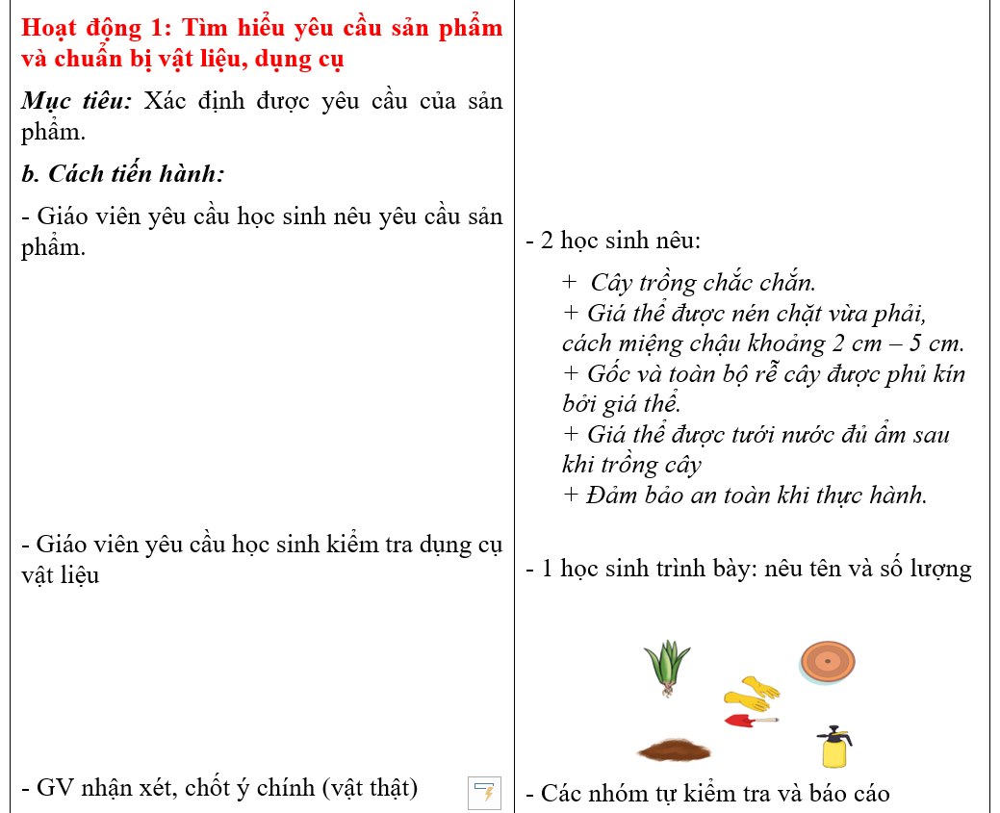 Hoạt động 1: Tìm hiểu yêu cầu sản phẩm
và chuẩn bị vật liệu, dụng cụ
Mục tiêu: Xác định được yêu cầu của sản
phẩm.
b. Cách tiến hành:
- Giáo viên yêu cầu học sinh nêu yêu cầu sản
phẩm.
- Giáo viên yêu cầu học sinh kiểm tra dụng cụ
vật liệu
- GV nhận xét, chốt ý chính (vật thật)
- 2 học sinh nêu:
+ Cây trồng chắc chắn.
+ Giá thể được nén chặt vừa phải,
cách miệng chậu khoảng 2 cm – 5 cm.
+ Gốc và toàn bộ rễ cây được phủ kín
bởi giá thể.
+ Giá thể được tưới nước đủ ẩm sau
khi trồng cây
+ Đảm bảo an toàn khi thực hành.
- 1 học sinh trình bày: nêu tên và số lượng
- Các nhóm tự kiểm tra và báo cáo